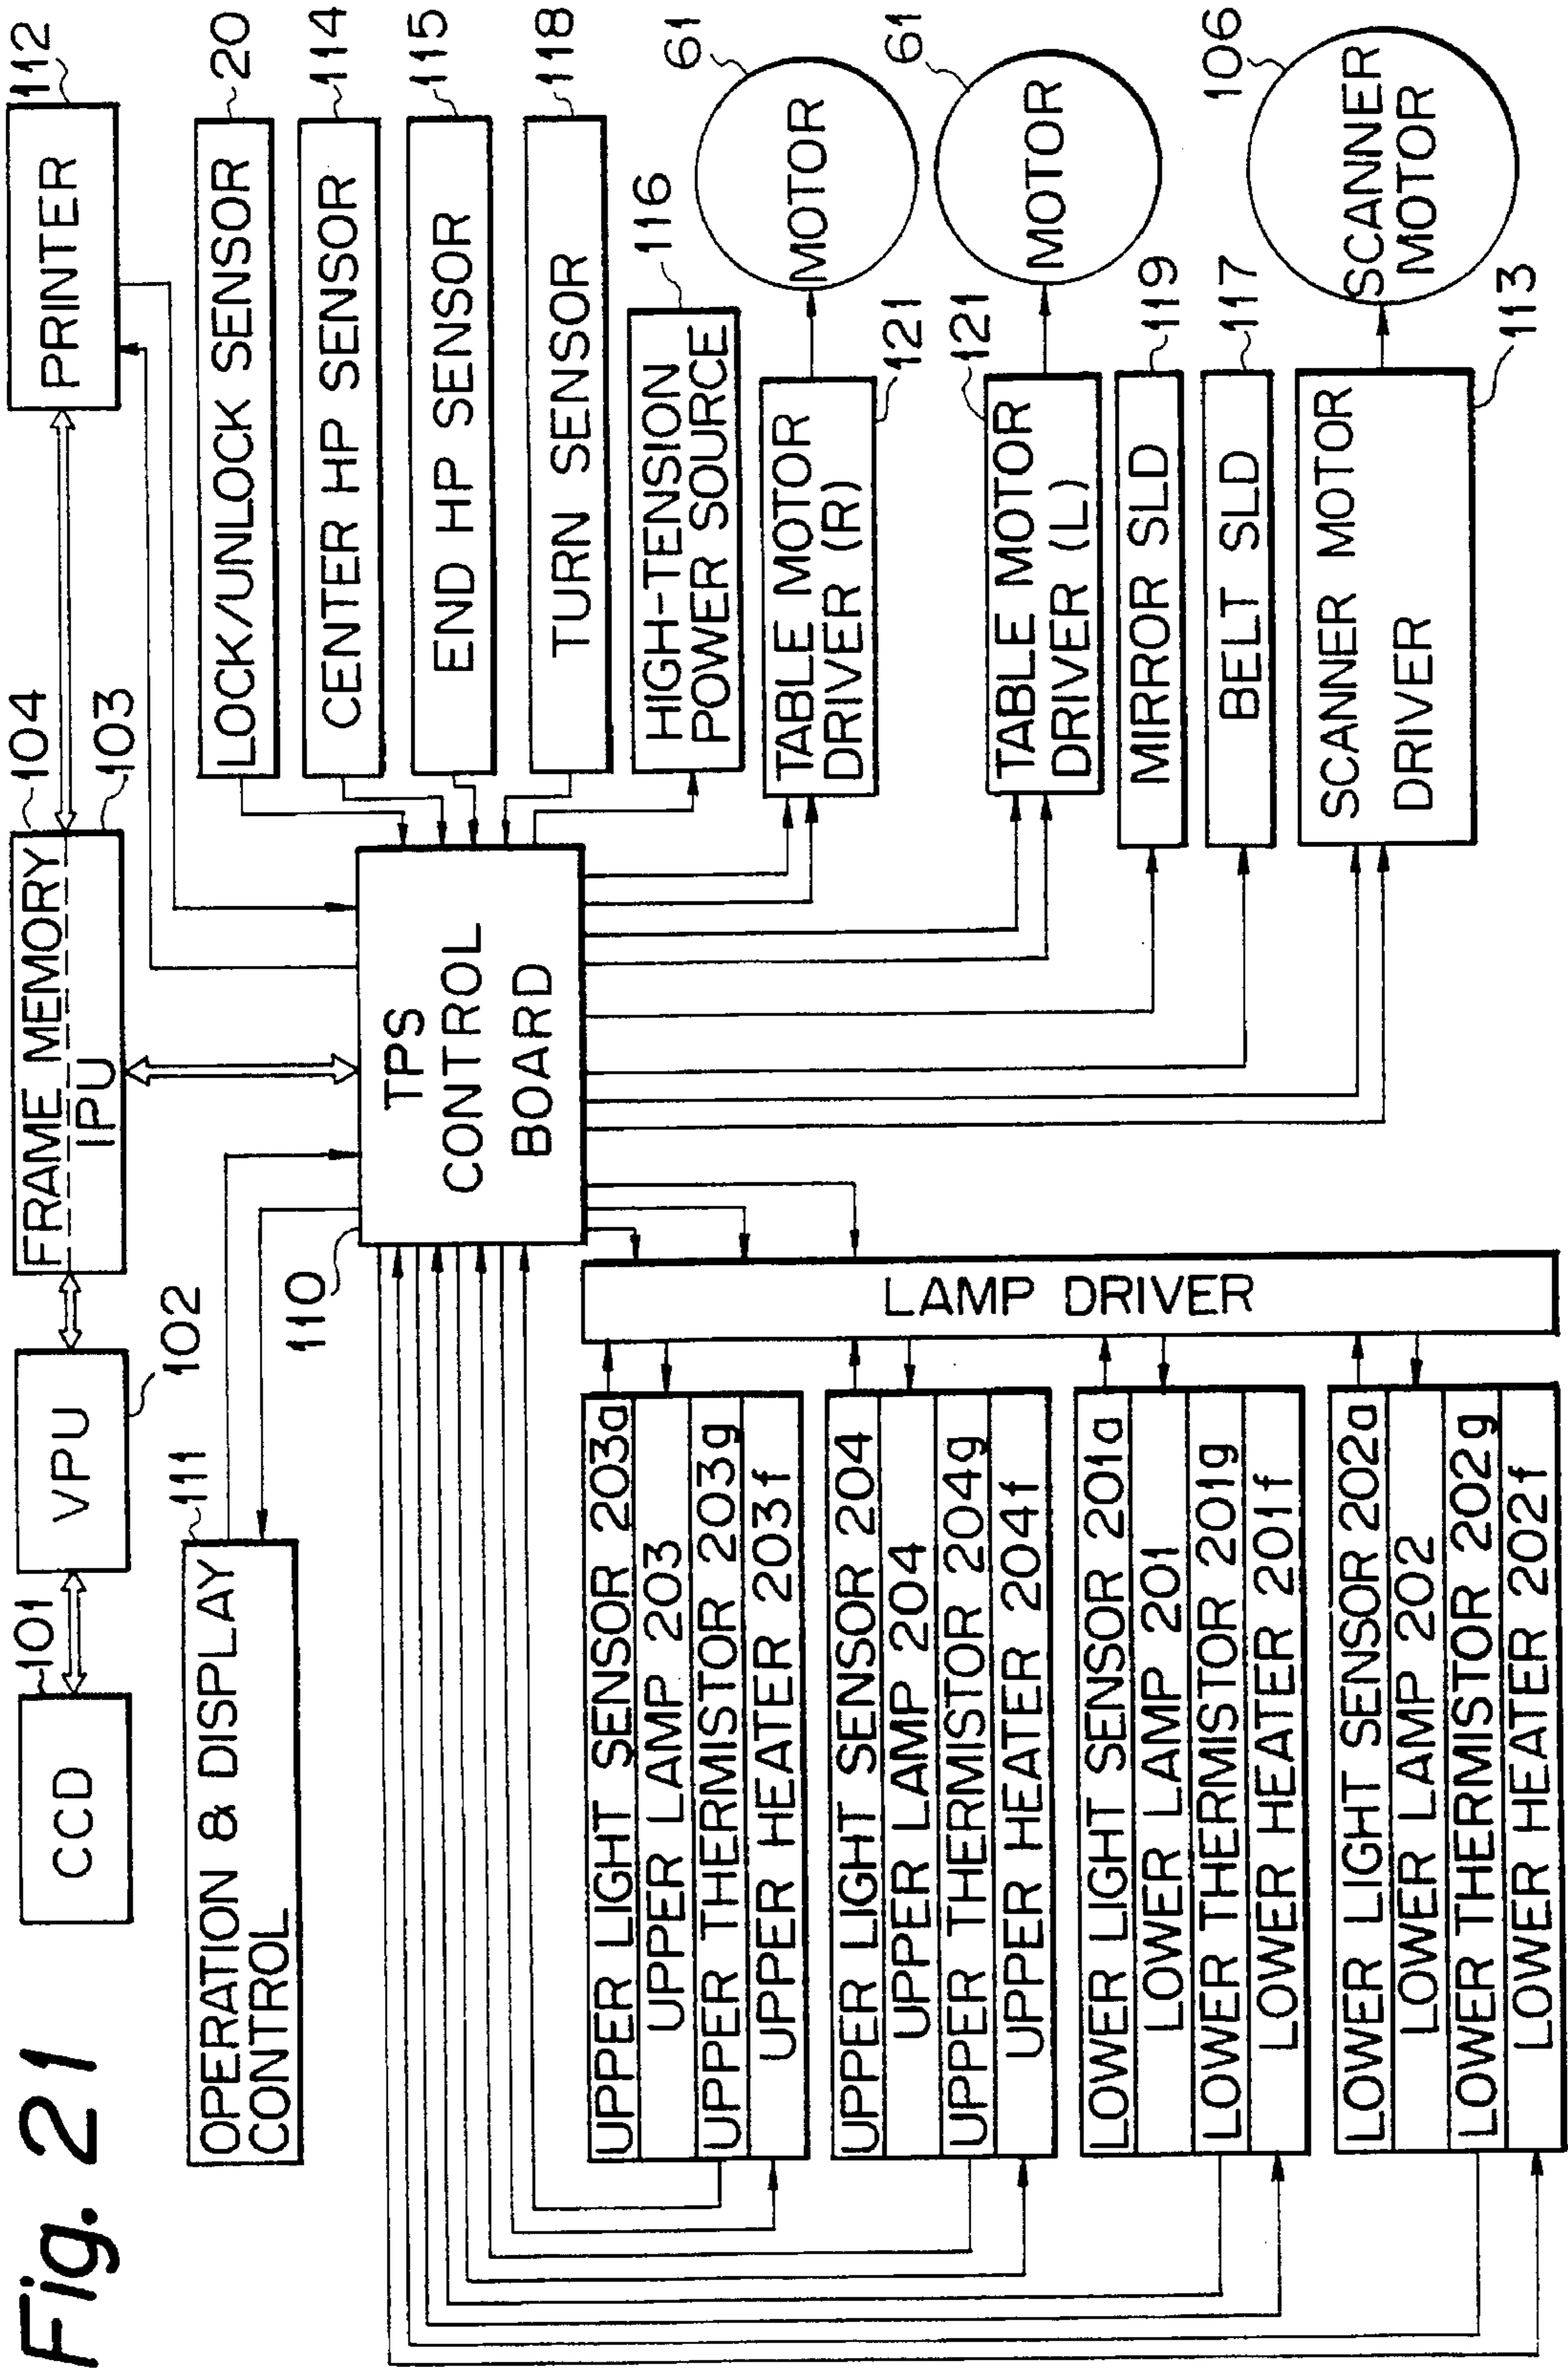 Fig. 21
CCD
101
VPU
102
FRAME MEMORY
IPU
104
103
PRINTER
112
OPERATION & DISPLAY
CONTROL
111
110
TPS
CONTROL
BOARD
LOCK/UNLOCK SENSOR
20
CENTER HP SENSOR
114
END HP SENSOR
115
TURN SENSOR
118
HIGH-TENSION
POWER SOURCE
116
TABLE MOTOR
DRIVER (R)
121
MOTOR
61
TABLE MOTOR
DRIVER (L)
121
MOTOR
61
MIRROR SLD
119
BELT SLD
117
SCANNER MOTOR
DRIVER
113
SCANNER
MOTOR
106
LAMP DRIVER
UPPER LIGHT SENSOR 203a
UPPER LAMP 203
UPPER THERMISTOR 203g
UPPER HEATER 203f
UPPER LIGHT SENSOR 204
UPPER LAMP 204
UPPER THERMISTOR 204g
UPPER HEATER 204f
LOWER LIGHT SENSOR 201a
LOWER LAMP 201
LOWER THERMISTOR 201g
LOWER HEATER 201f
LOWER LIGHT SENSOR 202a
LOWER LAMP 202
LOWER THERMISTOR 202g
LOWER HEATER 202f